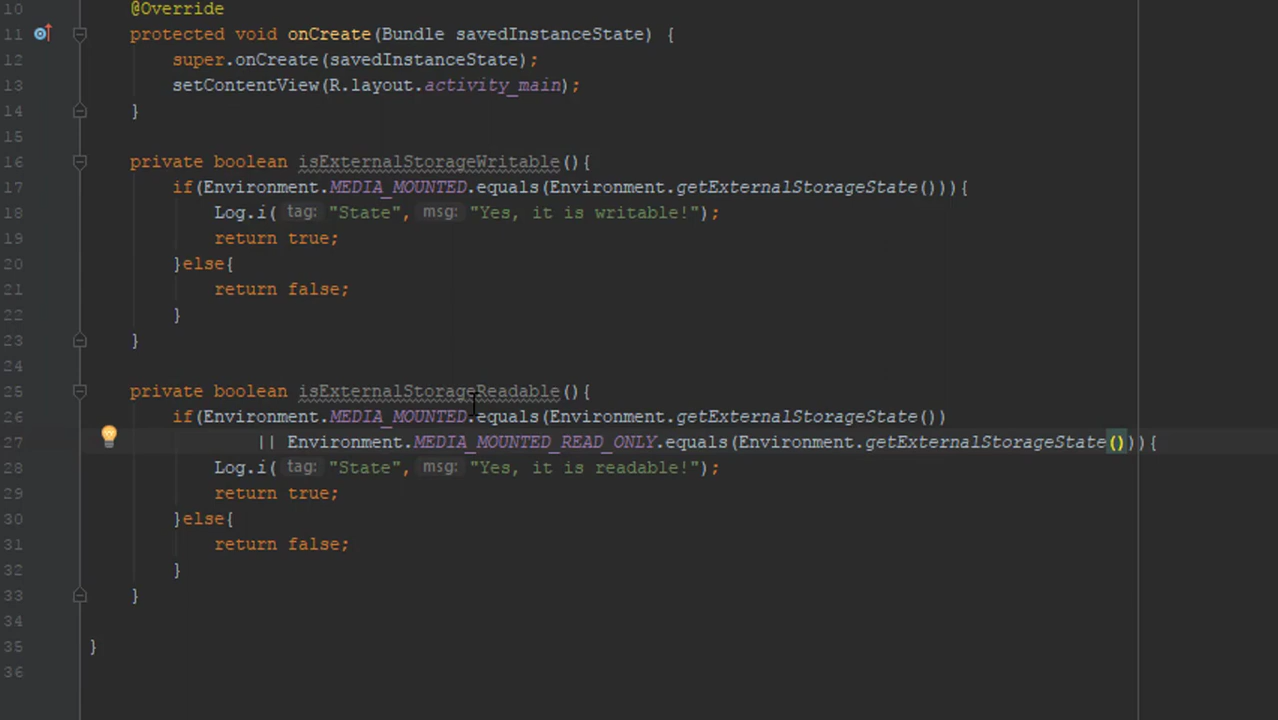 10 @Override
11 protected void onCreate(Bundle savedInstanceState) {
12 super.onCreate(savedInstanceState);
13 setContentView(R.layout.activity_main);
14 }
15
16 private boolean isExternalStorageWritable(){
17 if(Environment.MEDIA_MOUNTED.equals(Environment.getExternalStorageState())){
18 Log.i( tag: "State", msg: "Yes, it is writable!");
19 return true;
20 }else{
21 return false;
22 }
23 }
24
25 private boolean isExternalStorageReadable(){
26 if(Environment.MEDIA_MOUNTED.equals(Environment.getExternalStorageState())
27 || Environment.MEDIA_MOUNTED_READ_ONLY.equals(Environment.getExternalStorageState())){
28 Log.i( tag: "State", msg: "Yes, it is readable!");
29 return true;
30 }else{
31 return false;
32 }
33 }
34
35 }
36